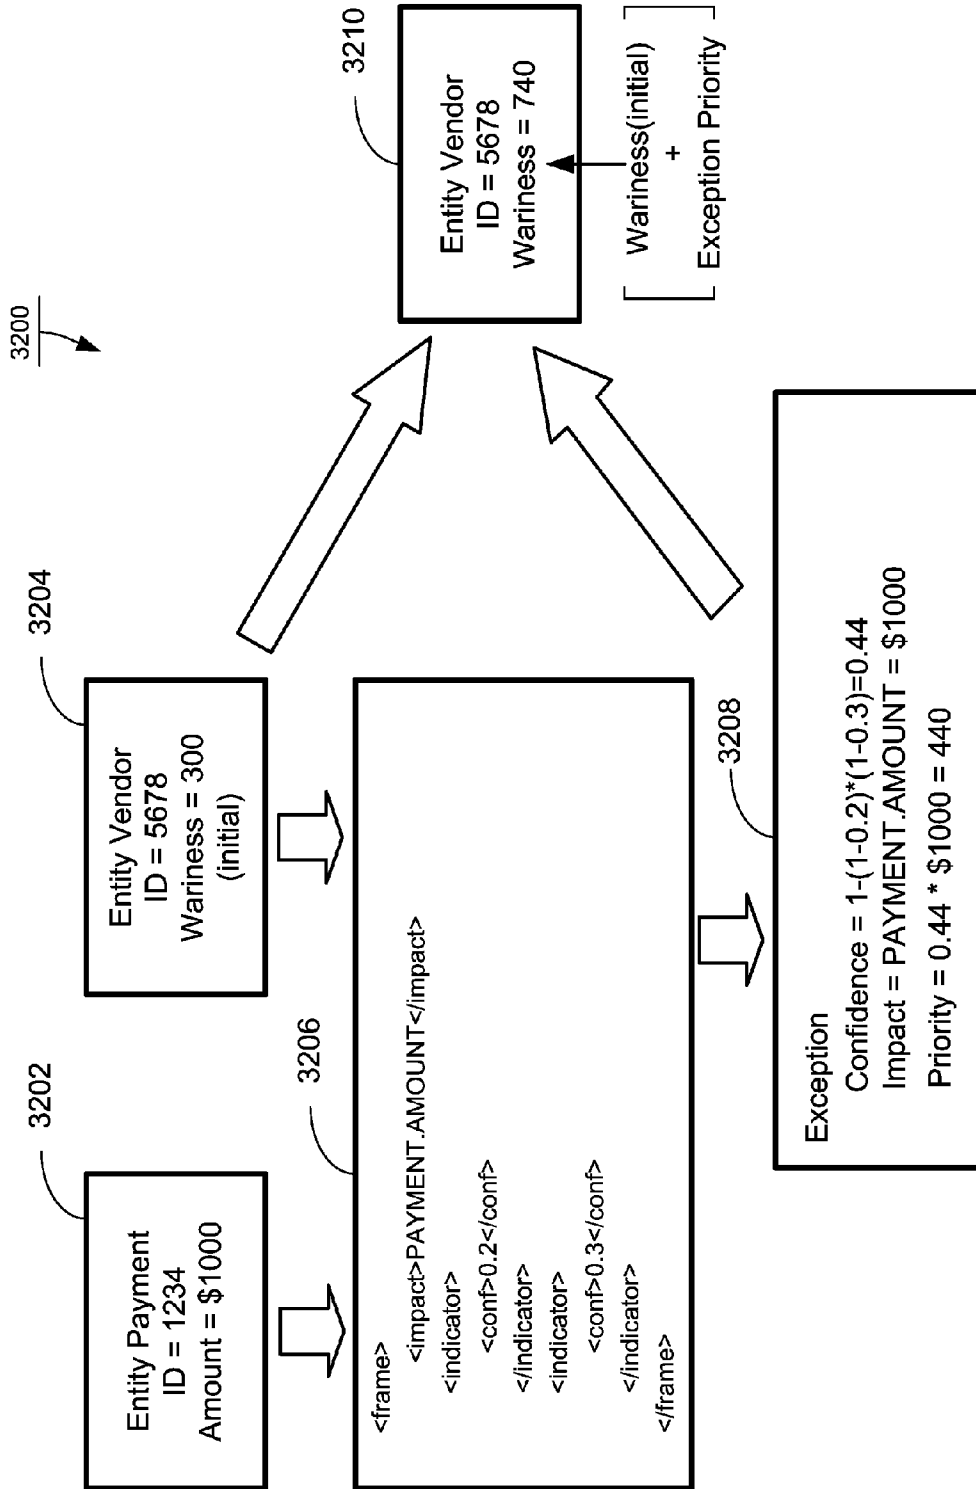 3200
3202
Entity Payment
ID = 1234
Amount = $1000
3204
Entity Vendor
ID = 5678
Wariness = 300
(initial)
3206
<frame>
<impact>PAYMENT.AMOUNT</impact>
<indicator>
<conf>0.2</conf>
</indicator>
<indicator>
<conf>0.3</conf>
</indicator>
</frame>
3208
Exception
Confidence = 1-(1-0.2)*(1-0.3)=0.44
Impact = PAYMENT.AMOUNT = $1000
Priority = 0.44 * $1000 = 440
3210
Entity Vendor
ID = 5678
Wariness = 740
Wariness(initial)
+
Exception Priority